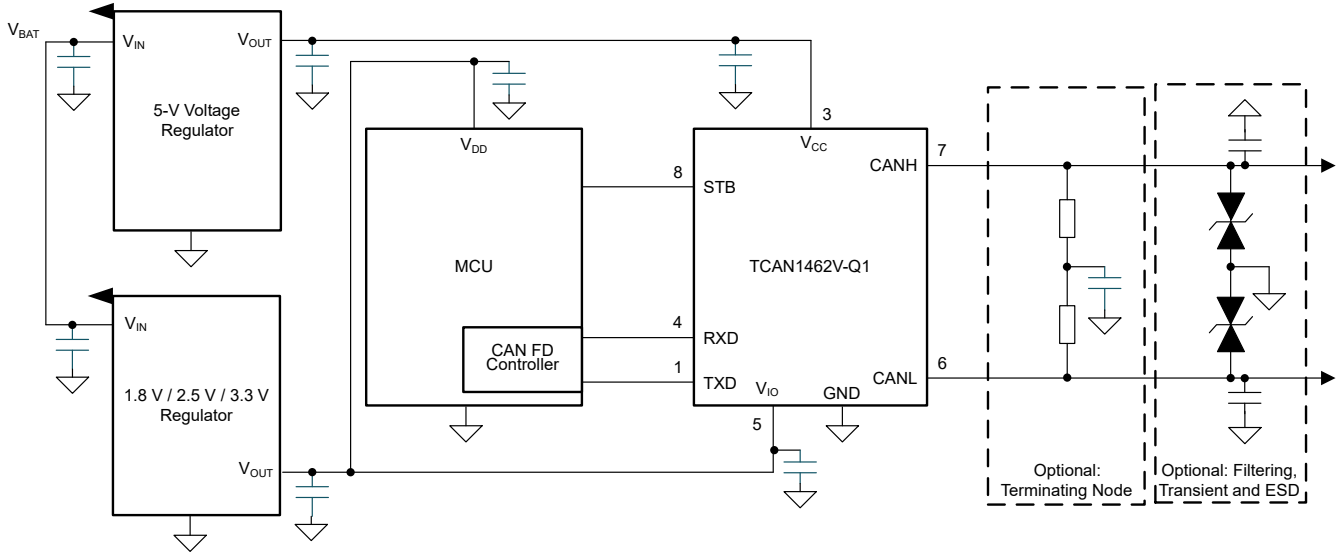 VBAT
VIN
VOUT
5-V Voltage
Regulator
VIN
1.8 V / 2.5 V / 3.3 V
Regulator
VOUT
VDD
MCU
CAN FD
Controller
8
4
1
3
VCC
STB
TCAN1462V-Q1
RXD
TXD
VIO
GND
5
CANH
7
CANL
6
Optional:
Terminating Node
Optional: Filtering,
Transient and ESD